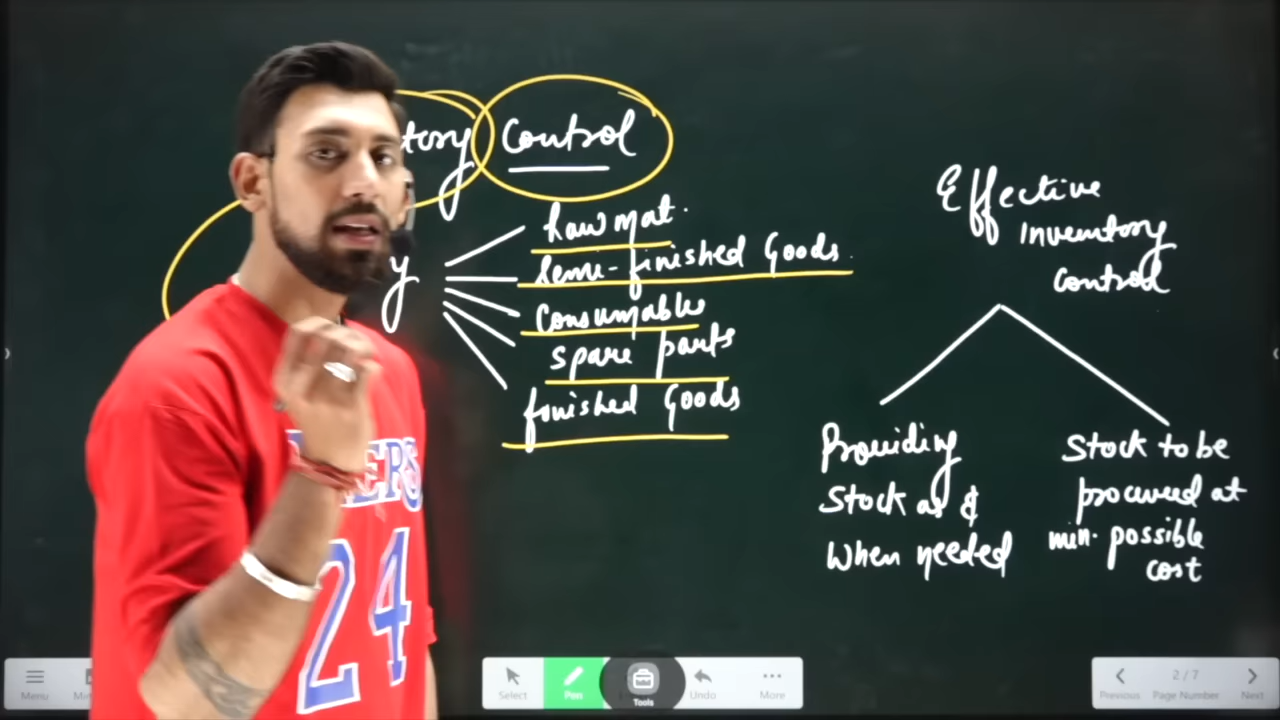 tory Control
Raw mat.
Semi-finished Goods.
y
Consumable
spare parts
finished Goods
Effective
inventory
control
Providing
Stock as &
When needed
Stock to be
procured at
min. possible
cost
ERS
24
Menu
Select
Pen
Tools
Undo
More
2/7
Previous
Page Number
Next